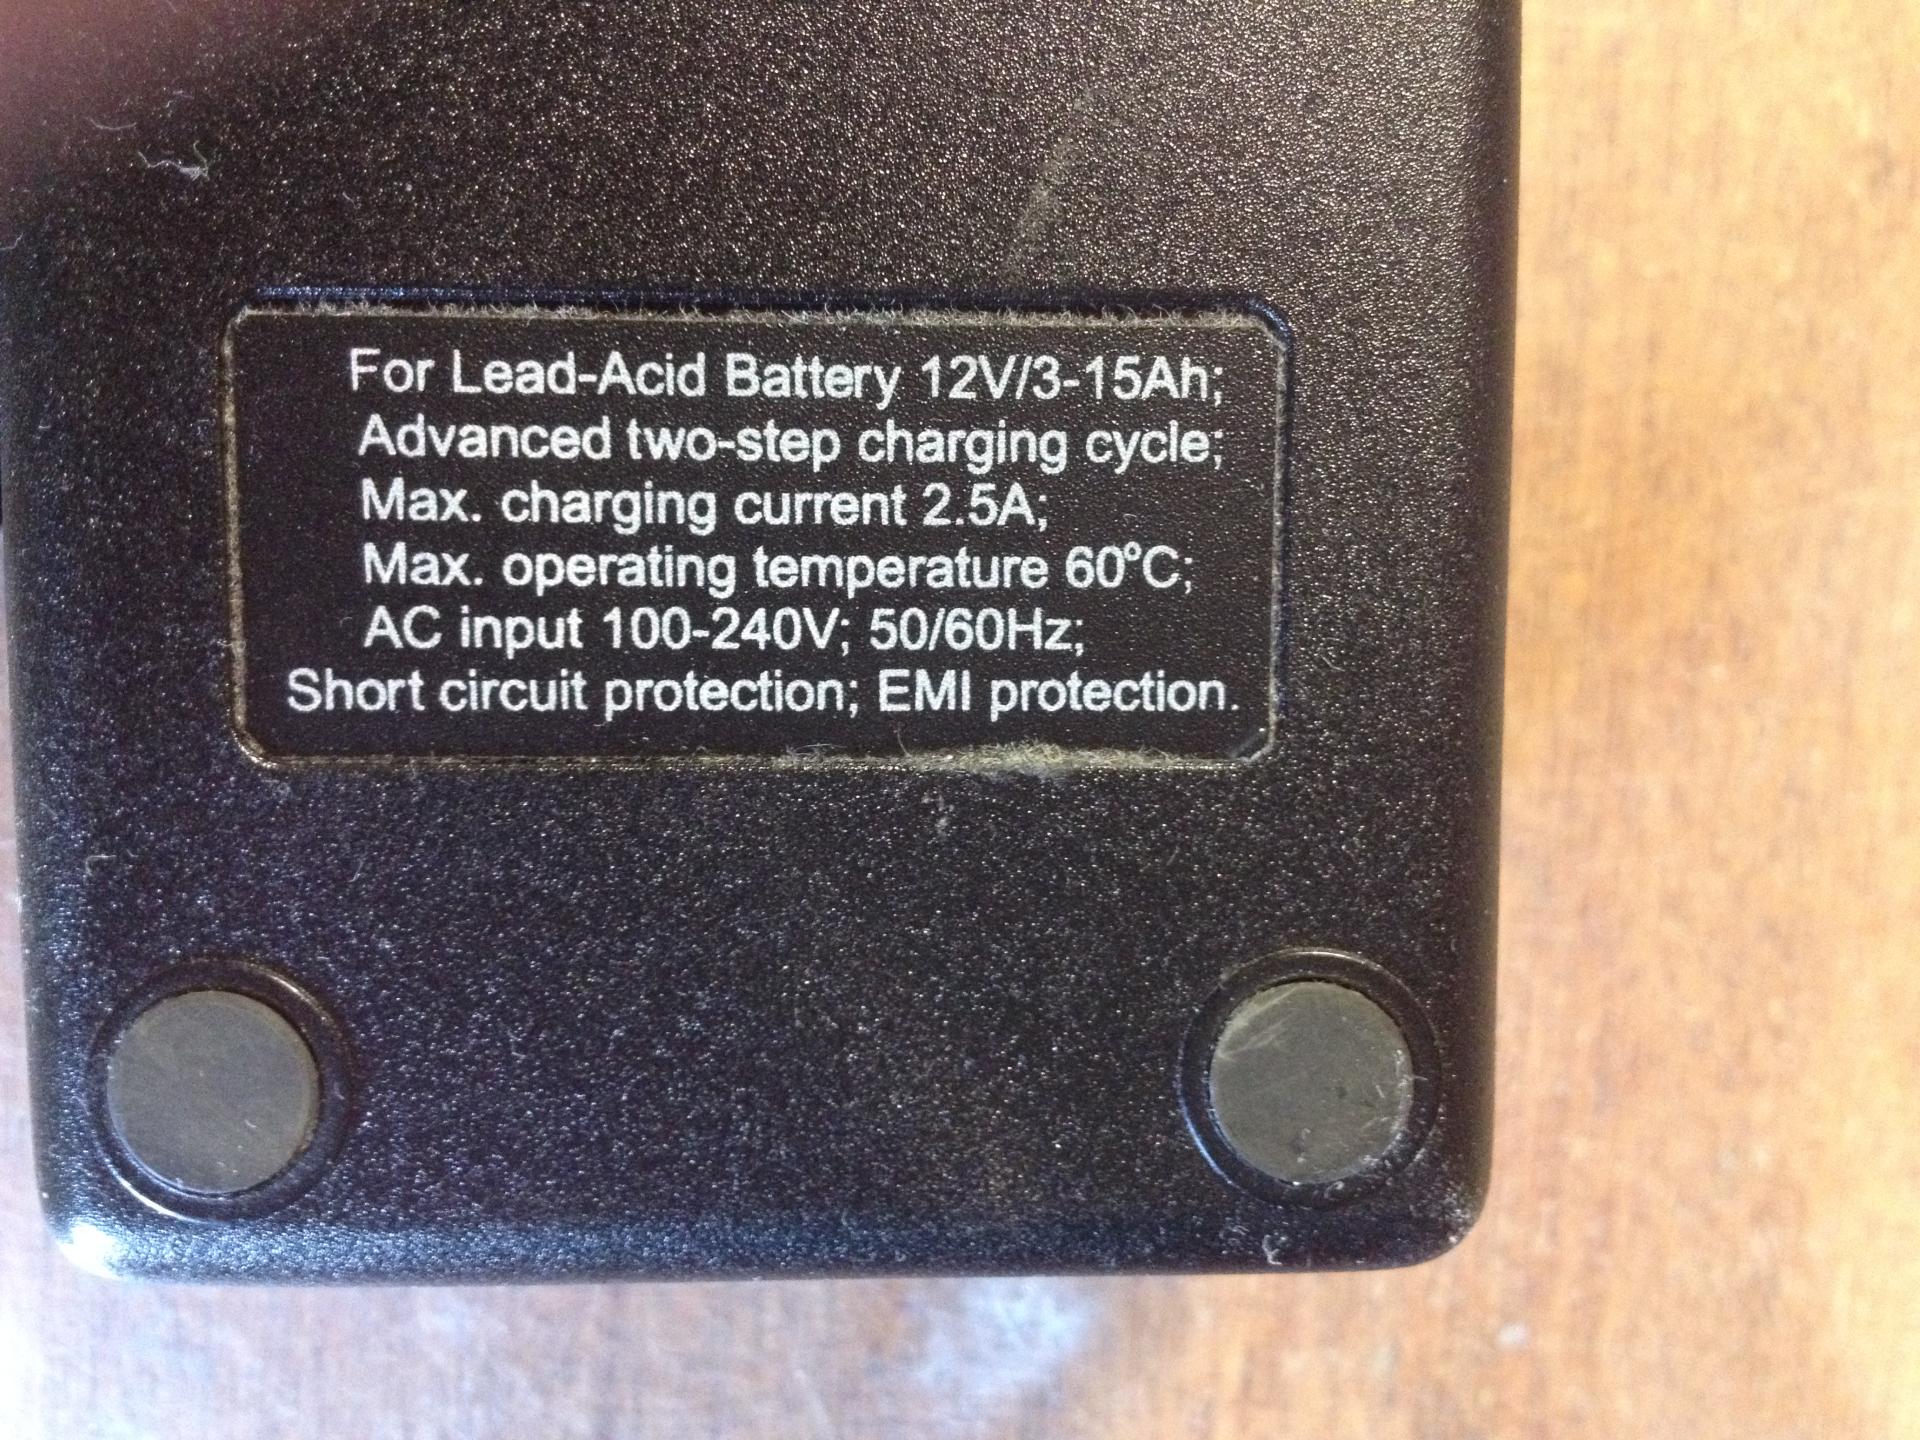 For Lead-Acid Battery 12V/3-15Ah;
Advanced two-step charging cycle;
Max. charging current 2.5A;
Max. operating temperature 60ºC;
AC input 100-240V; 50/60Hz;
Short circuit protection; EMI protection.